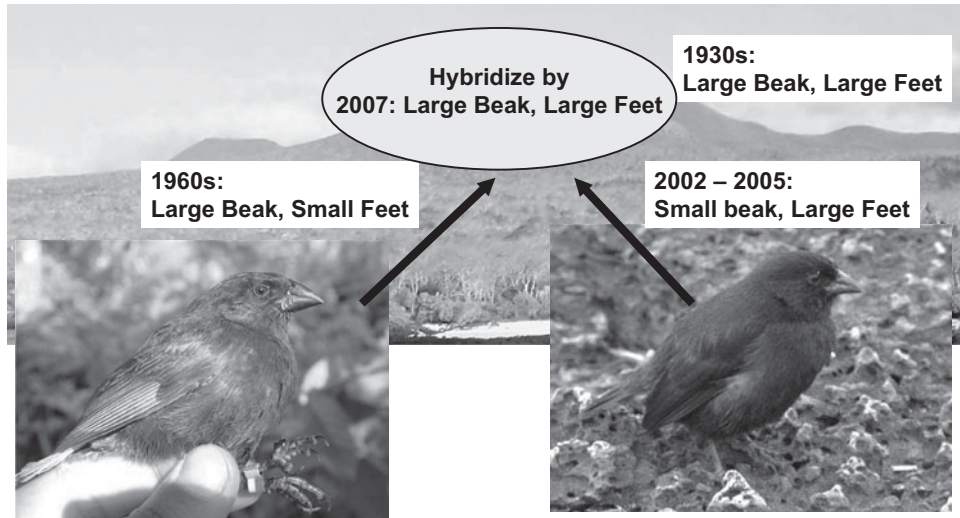 Hybridize by
2007: Large Beak, Large Feet
1930s:
Large Beak, Large Feet
1960s:
Large Beak, Small Feet
2002 – 2005:
Small beak, Large Feet